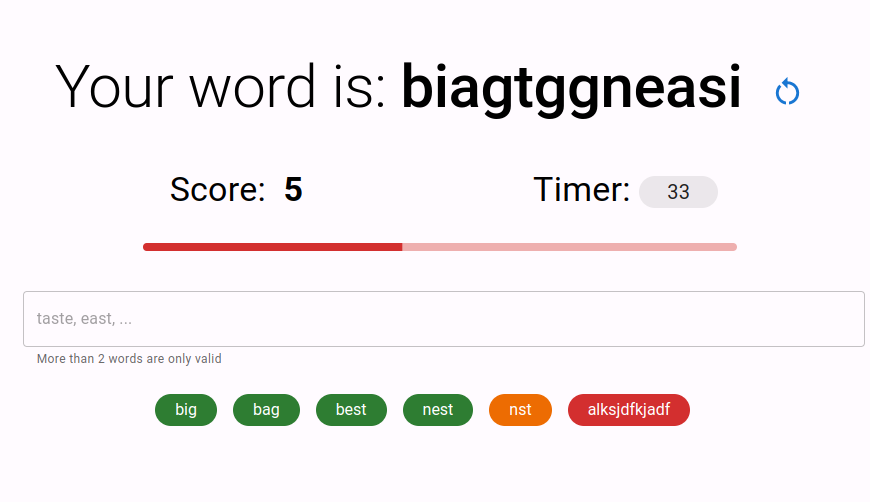 Your word is: biagtggneasi
Score: 5 Timer: 33
taste, east, ...
More than 2 words are only valid
big bag best nest nst alksjdfkjadf